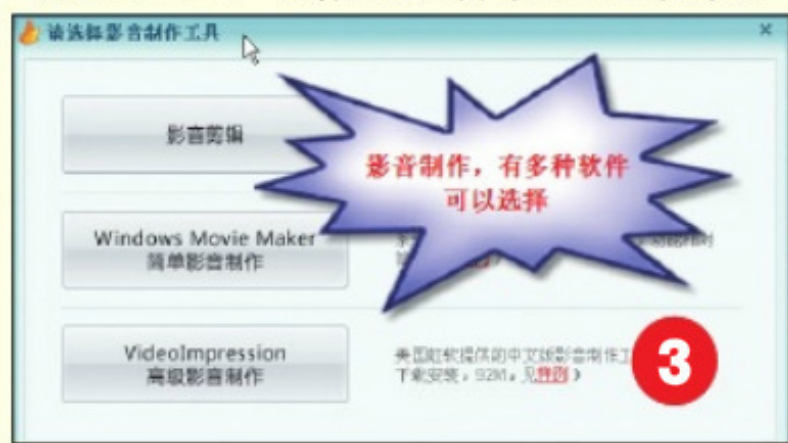 请选择影音制作工具
影音剪辑
影音制作，有多种软件
可以选择
Windows Movie Maker
简单影音制作
VideoImpression
高级影音制作
美国虹软提供的中文版影音制作工
下载安装，92M，见特别》
3